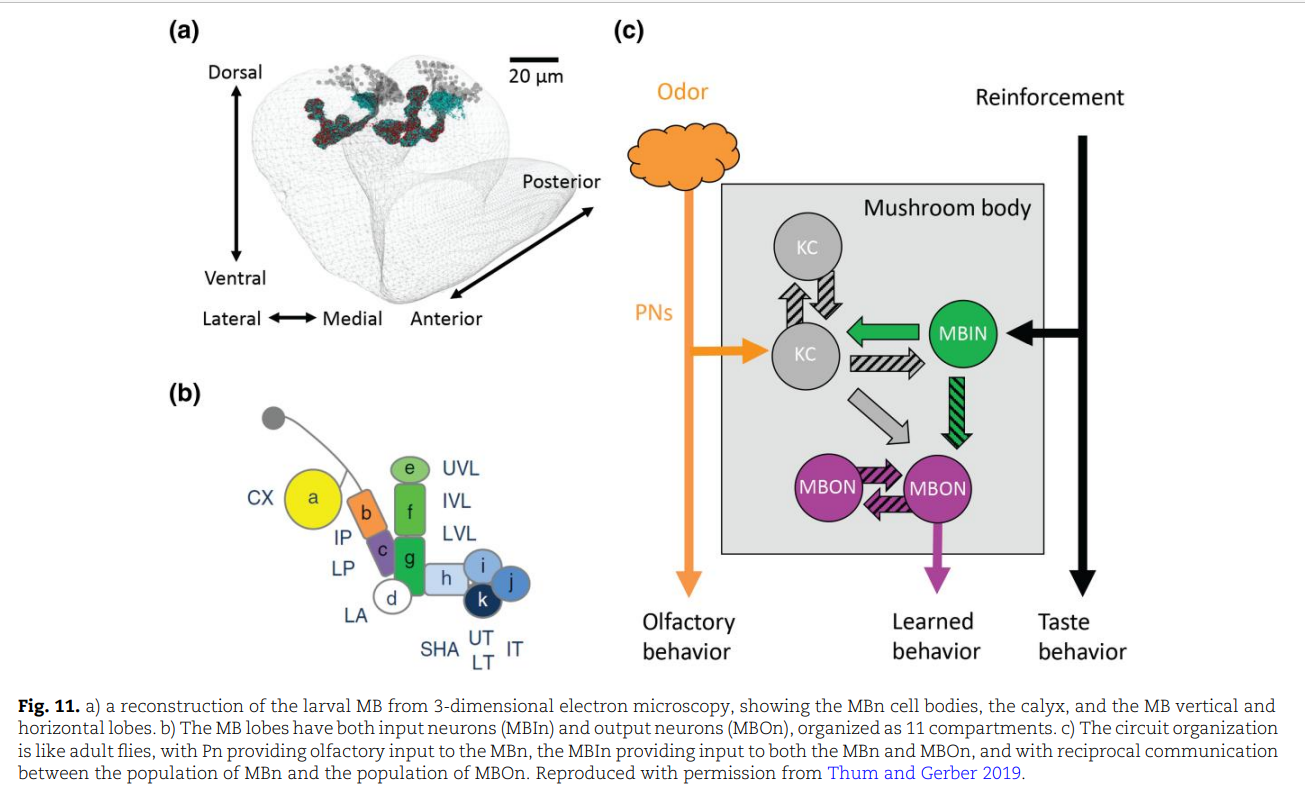 (a)
Dorsal
20 µm
Posterior
Ventral
Lateral
Medial
Anterior
(b)
CX
a
b
c
d
e
f
g
h
i
j
k
UVL
IVL
LVL
IP
LP
LA
SHA
UT
LT
IT
(c)
Odor
Reinforcement
Mushroom body
KC
PNs
KC
MBIN
MBON
MBON
Olfactory
behavior
Learned
behavior
Taste
behavior
Fig. 11. a) a reconstruction of the larval MB from 3-dimensional electron microscopy, showing the MBn cell bodies, the calyx, and the MB vertical and
horizontal lobes. b) The MB lobes have both input neurons (MBIn) and output neurons (MBOn), organized as 11 compartments. c) The circuit organization
is like adult flies, with Pn providing olfactory input to the MBn, the MBIn providing input to both the MBn and MBOn, and with reciprocal communication
between the population of MBn and the population of MBOn. Reproduced with permission from Thum and Gerber 2019.